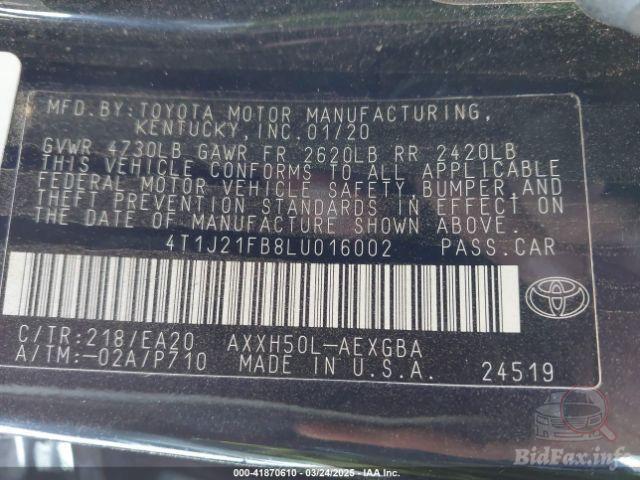 MFD.BY:TOYOTA MOTOR MANUFACTURING,
KENTUCKY,INC.01/20
GVWR 4730LB GAWR FR 2620LB RR 2420LB
THIS VEHICLE CONFORMS TO ALL APPLICABLE
FEDERAL MOTOR VEHICLE SAFETY, BUMPER,AND
THEFT PREVENTION STANDARDS IN EFFECT ON
THE DATE OF MANUFACTURE SHOWN ABOVE.
4T1J21FB8LU016002 PASS.CAR
C/TR:218/EA20 AXXH50L-AEXGBA
A/TM:-02A/P710 MADE IN U.S.A. 24519
BidFax.info
000-41870610 - 03/24/2025 - IAA Inc.